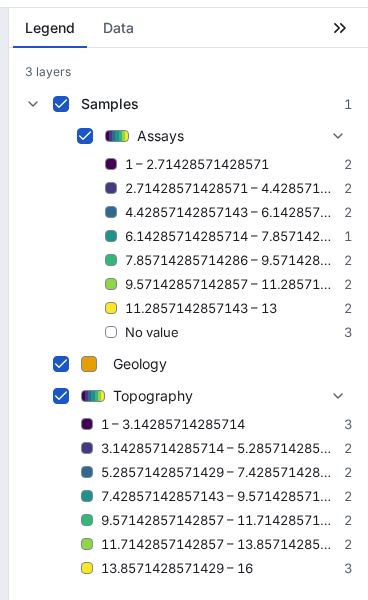 Legend Data
3 layers
Samples 1
Assays
1 – 2.71428571428571 2
2.71428571428571 – 4.428571... 2
4.42857142857143 – 6.142857... 2
6.14285714285714 – 7.857142... 1
7.85714285714286 – 9.571428... 2
9.57142857142857 – 11.28571... 2
11.2857142857143 – 13 2
No value 3
Geology
Topography
1 – 3.14285714285714 3
3.14285714285714 – 5.285714285... 2
5.28571428571429 – 7.428571428... 2
7.42857142857143 – 9.571428571... 2
9.57142857142857 – 11.71428571... 2
11.7142857142857 – 13.85714285... 2
13.8571428571429 – 16 3